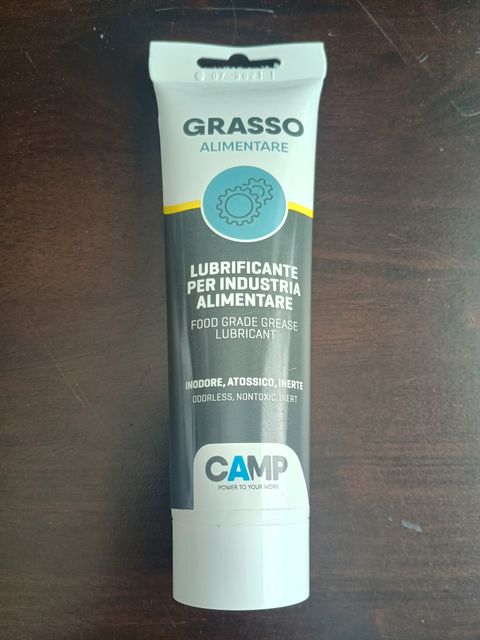 GRASSO
ALIMENTARE
LUBRIFICANTE
PER INDUSTRIA
ALIMENTARE
FOOD GRADE GREASE
LUBRICANT
INODORE, ATOSSICO, INERTE
ODORLESS, NONTOXIC, INERT
CAMP
POWER TO YOUR WORK